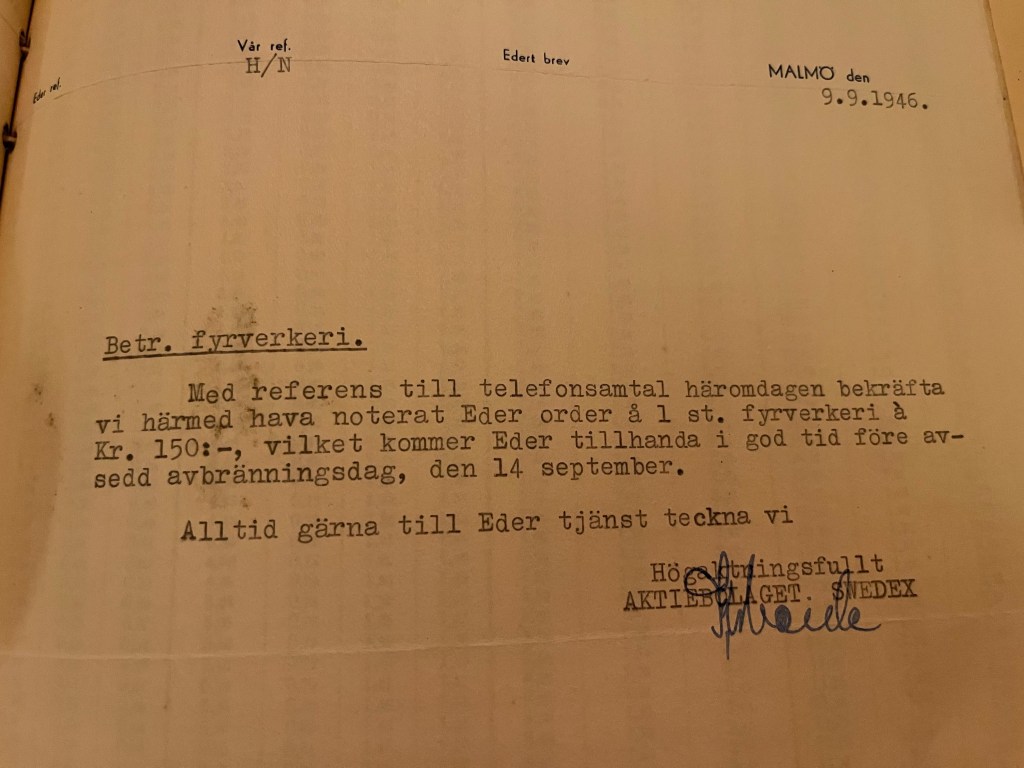 Eder ref.
Vår ref.
H/N
Edert brev
MALMÖ den
9.9.1946.
Betr. fyrverkeri.
Med referens till telefonsamtal häromdagen bekräfta
vi härmed hava noterat Eder order å 1 st. fyrverkeri à
Kr. 150:-, vilket kommer Eder tillhanda i god tid före av-
sedd avbränningsdag, den 14 september.
Alltid gärna till Eder tjänst teckna vi
Högaktningsfullt
AKTIEBOLAGET. SWEDEX